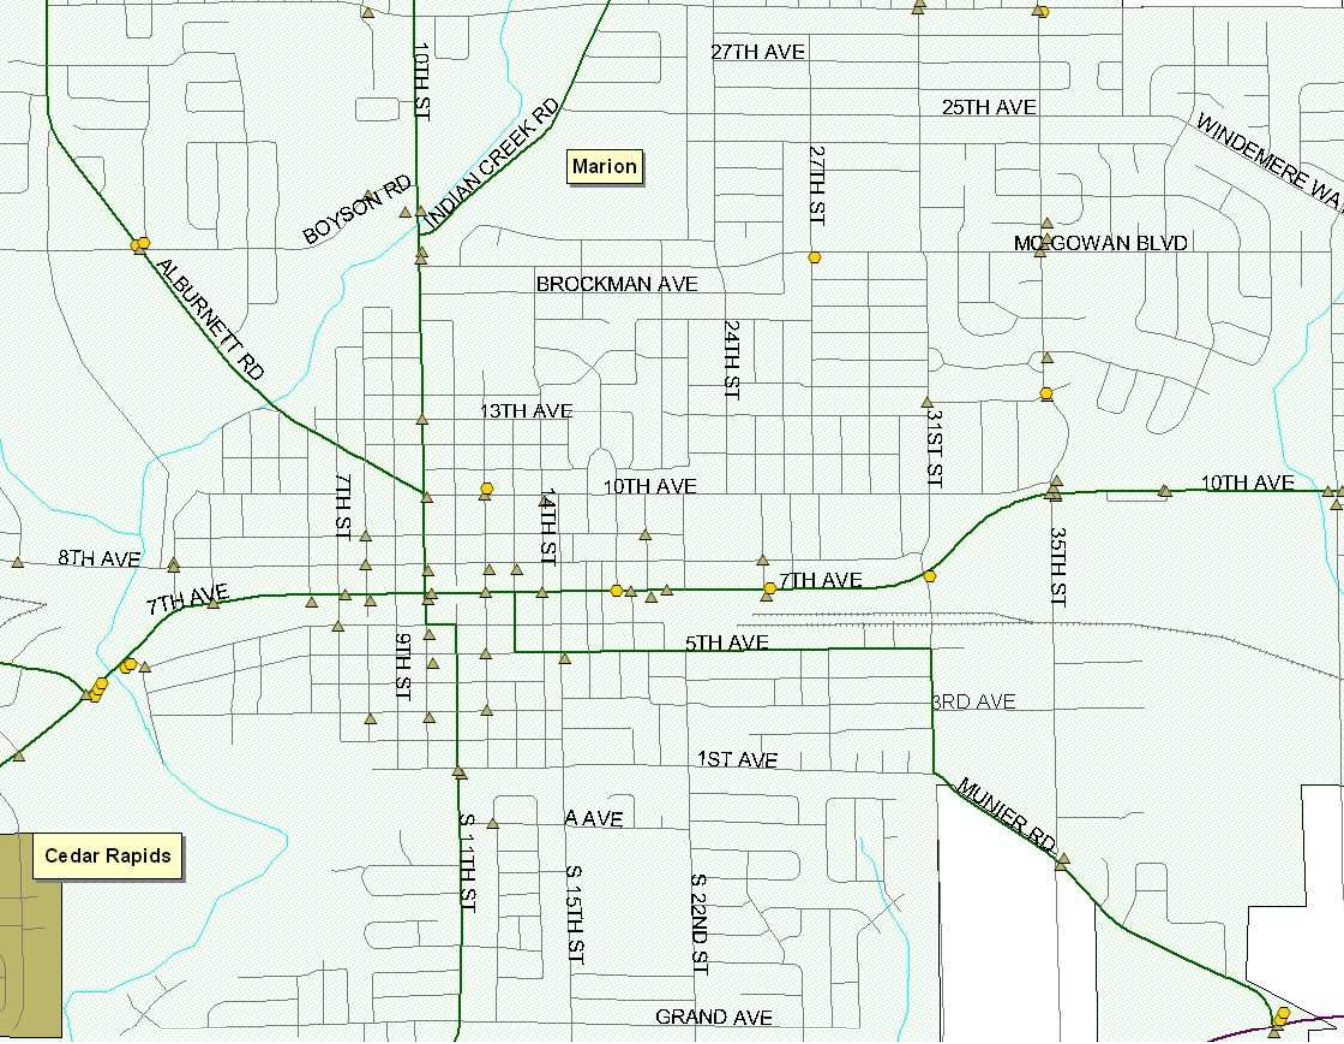 27TH AVE
10TH ST
25TH AVE
INDIAN CREEK RD
WINDEMERE WA
Marion
27TH ST
BOYSON RD
MCGOWAN BLVD
BROCKMAN AVE
ALBURNETT RD
24TH ST
13TH AVE
31ST ST
10TH AVE
10TH AVE
7TH ST
14TH ST
8TH AVE
35TH ST
7TH AVE
7TH AVE
5TH AVE
9TH ST
3RD AVE
1ST AVE
MUNIER RD
A AVE
S 11TH ST
Cedar Rapids
S 15TH ST
S 22ND ST
GRAND AVE